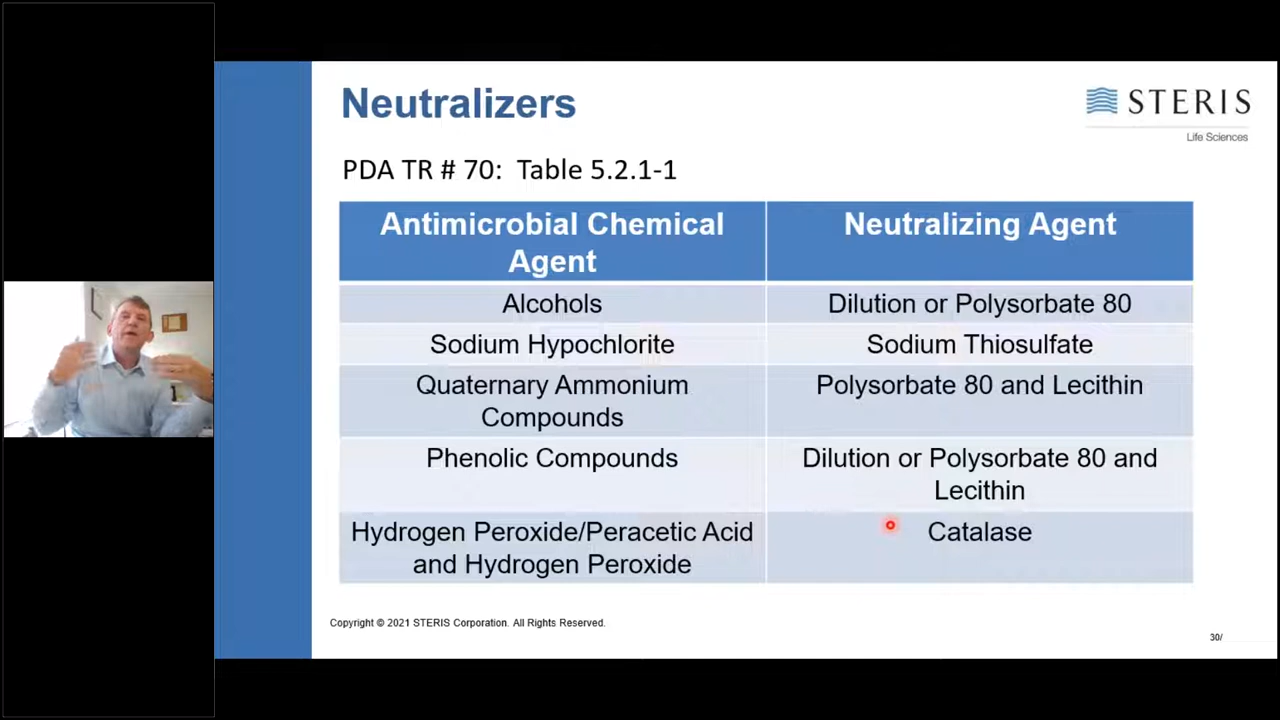 Neutralizers
STERIS
Life Sciences
PDA TR # 70: Table 5.2.1-1
Antimicrobial Chemical
Agent
Neutralizing Agent
Alcohols
Dilution or Polysorbate 80
Sodium Hypochlorite
Sodium Thiosulfate
Quaternary Ammonium
Compounds
Polysorbate 80 and Lecithin
Phenolic Compounds
Dilution or Polysorbate 80 and
Lecithin
Hydrogen Peroxide/Peracetic Acid
and Hydrogen Peroxide
Catalase
Copyright © 2021 STERIS Corporation. All Rights Reserved.
30/